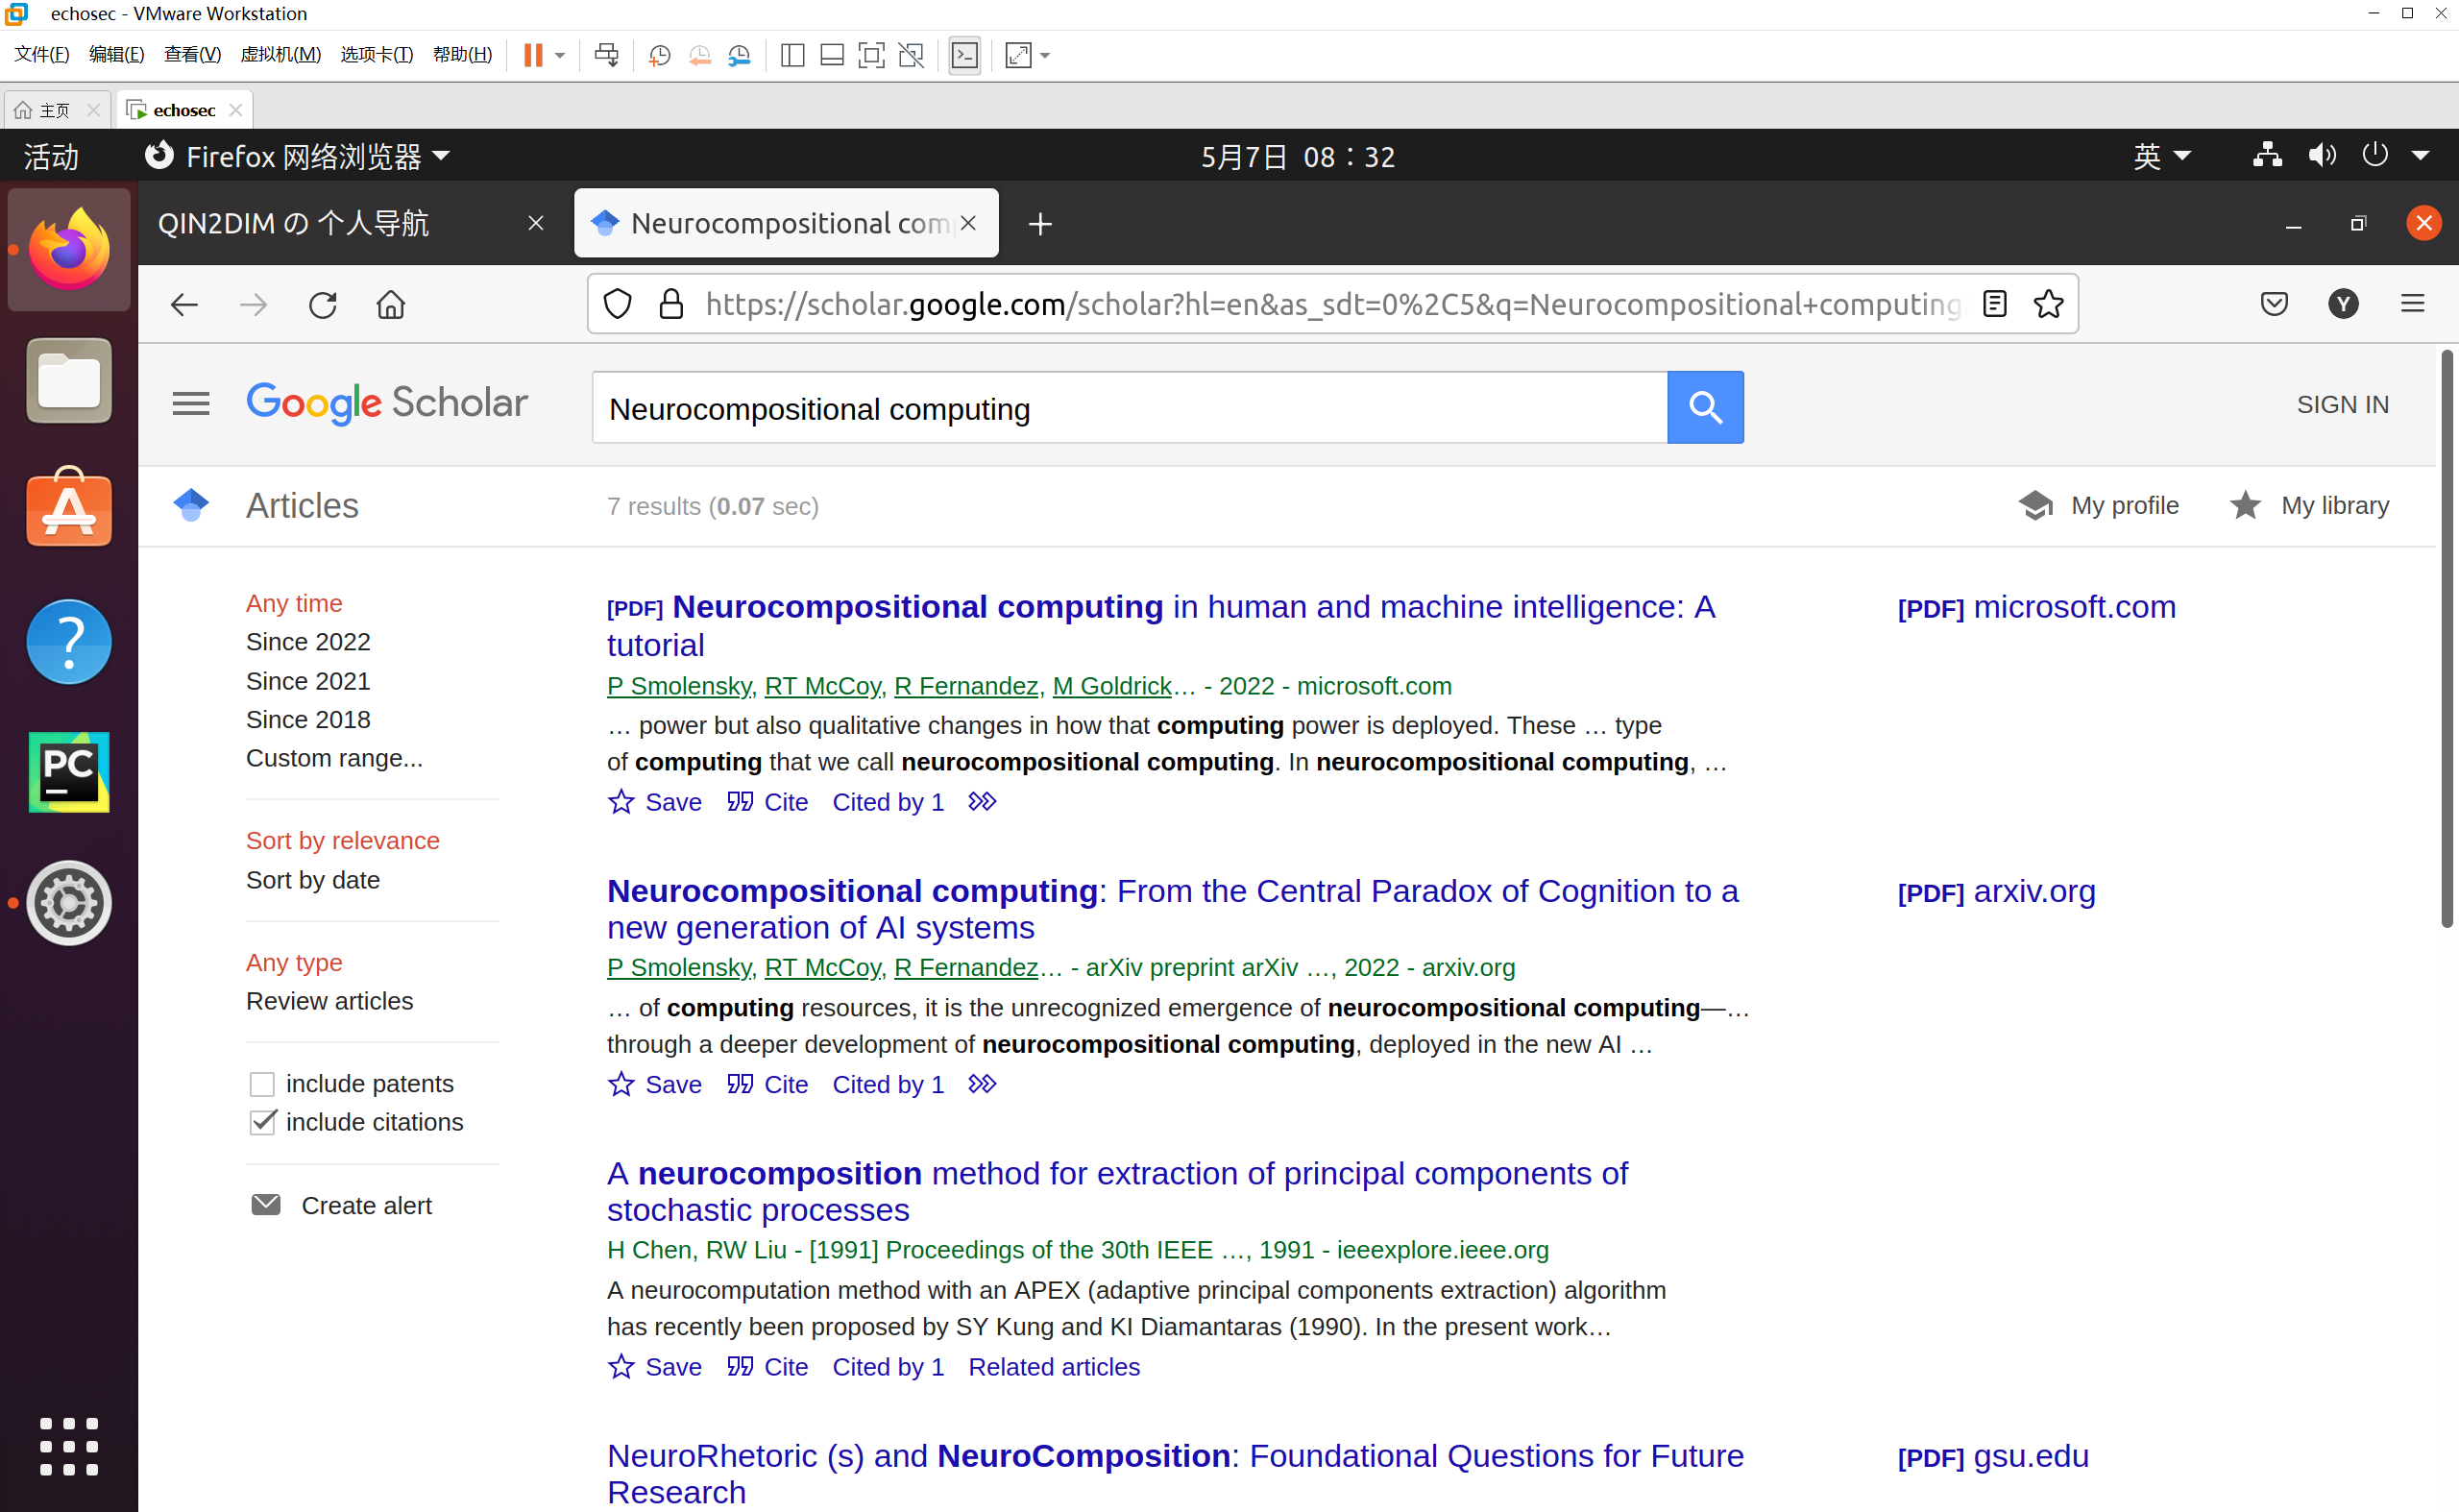 echosec - VMware Workstation
文件(F) 编辑(E) 查看(V) 虚拟机(M) 选项卡(T) 帮助(H)
主页 echosec
活动 Firefox 网络浏览器 5月7日 08：32 英
QIN2DIM の 个人导航 Neurocompositional com
https://scholar.google.com/scholar?hl=en&as_sdt=0%2C5&q=Neurocompositional+computing
Y
Google Scholar Neurocompositional computing SIGN IN
Articles 7 results (0.07 sec) My profile My library
Any time
Since 2022
Since 2021
Since 2018
Custom range...
Sort by relevance
Sort by date
Any type
Review articles
include patents
include citations
Create alert
[PDF] Neurocompositional computing in human and machine intelligence: A
tutorial
P Smolensky, RT McCoy, R Fernandez, M Goldrick… - 2022 - microsoft.com
… power but also qualitative changes in how that computing power is deployed. These … type
of computing that we call neurocompositional computing. In neurocompositional computing, …
Save Cite Cited by 1
[PDF] microsoft.com
Neurocompositional computing: From the Central Paradox of Cognition to a
new generation of AI systems
P Smolensky, RT McCoy, R Fernandez… - arXiv preprint arXiv …, 2022 - arxiv.org
… of computing resources, it is the unrecognized emergence of neurocompositional computing—…
through a deeper development of neurocompositional computing, deployed in the new AI …
Save Cite Cited by 1
[PDF] arxiv.org
A neurocomposition method for extraction of principal components of
stochastic processes
H Chen, RW Liu - [1991] Proceedings of the 30th IEEE …, 1991 - ieeexplore.ieee.org
A neurocomputation method with an APEX (adaptive principal components extraction) algorithm
has recently been proposed by SY Kung and KI Diamantaras (1990). In the present work…
Save Cite Cited by 1 Related articles
NeuroRhetoric (s) and NeuroComposition: Foundational Questions for Future
Research
[PDF] gsu.edu
PC